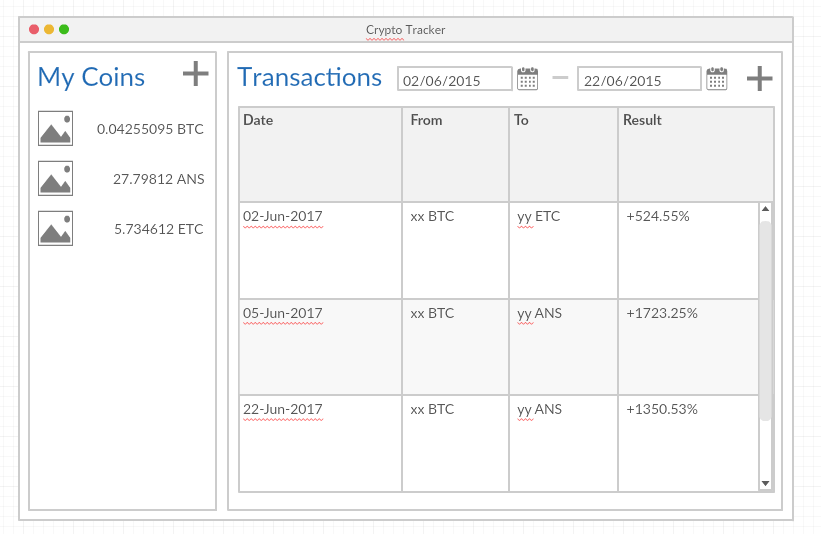 Crypto Tracker
My Coins
0.04255095 BTC
27.79812 ANS
5.734612 ETC
Transactions 02/06/2015 – 22/06/2015
Date From To Result
02-Jun-2017 xx BTC yy ETC +524.55%
05-Jun-2017 xx BTC yy ANS +1723.25%
22-Jun-2017 xx BTC yy ANS +1350.53%